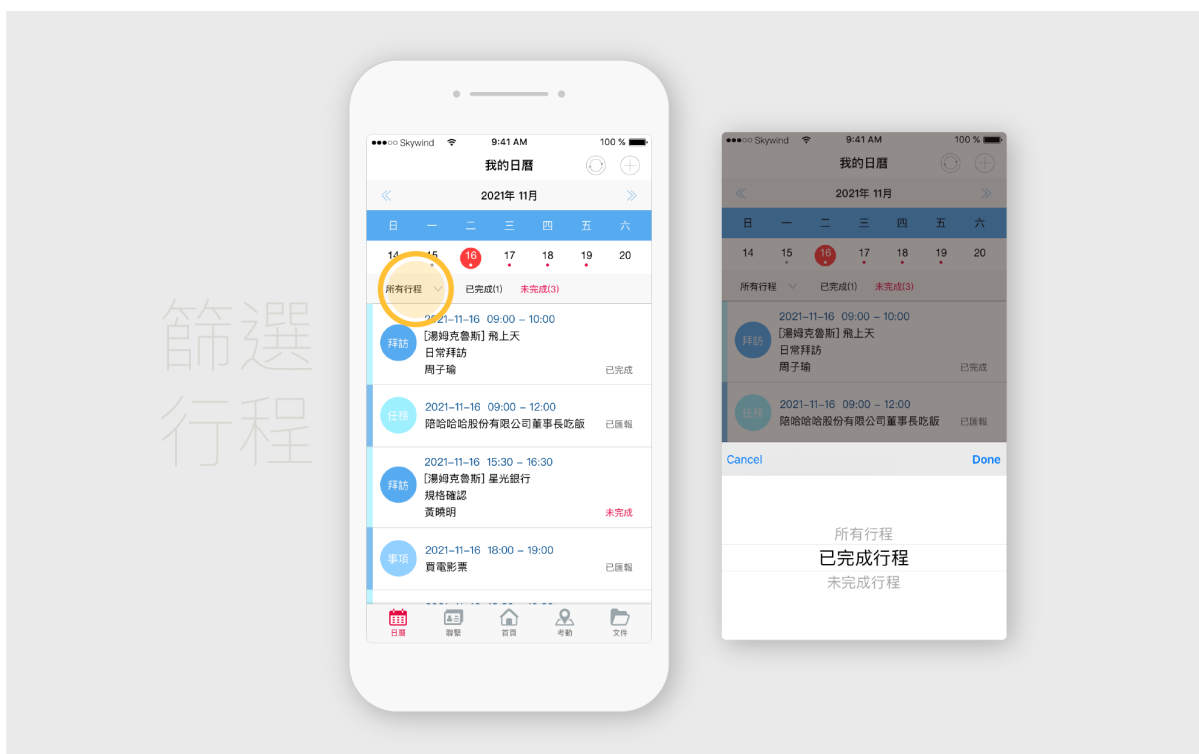 篩選
行程
Skywind 9:41 AM 100 %
我的日曆
2021年 11月
日 一 二 三 四 五 六
14 15 16 17 18 19 20
所有行程 已完成(1) 未完成(3)
2021-11-16 09:00 - 10:00
拜訪
[湯姆克魯斯] 飛上天
日常拜訪
周子瑜 已完成
2021-11-16 09:00 - 12:00
任務
陪哈哈哈股份有限公司董事長吃飯 已匯報
2021-11-16 15:30 - 16:30
拜訪
[湯姆克魯斯] 星光銀行
規格確認
黃曉明 未完成
2021-11-16 18:00 - 19:00
事項
買電影票 已匯報
日曆 聯繫 首頁 考勤 文件
Skywind 9:41 AM 100 %
我的日曆
2021年 11月
日 一 二 三 四 五 六
14 15 16 17 18 19 20
所有行程 已完成(1) 未完成(3)
2021-11-16 09:00 - 10:00
拜訪
[湯姆克魯斯] 飛上天
日常拜訪
周子瑜 已完成
2021-11-16 09:00 - 12:00
任務
陪哈哈哈股份有限公司董事長吃飯 已匯報
Cancel Done
所有行程
已完成行程
未完成行程